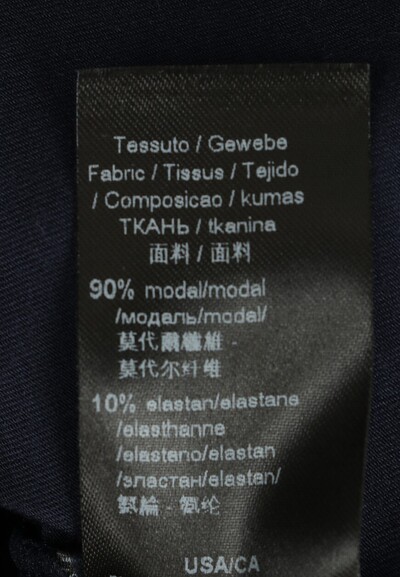 Tessuto / Gewebe
Fabric / Tissus / Tejido
/ Composicao / kumas
ТКАНЬ / tkanina
面料 / 面料
90% modal/modal
/модаль/modal/
莫代爾纖維 -
莫代尔纤维
10% elastan/elastane
/elasthanne
/elastano/elastan
/эластан/elastan/
氨綸 - 氨纶
USA/CA